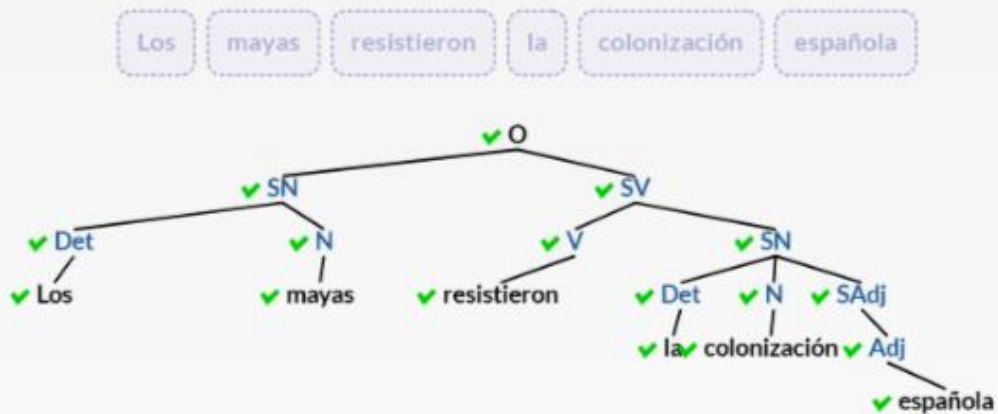 Los mayas resistieron la colonización española
O
SN SV
Det N V SN
Los mayas resistieron Det N SAdj
la colonización Adj
española